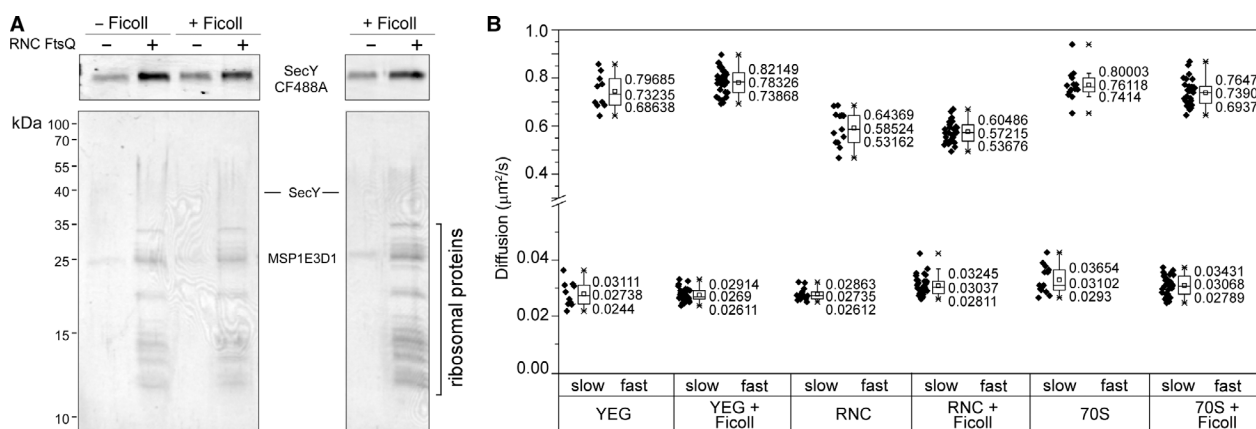 A
– Ficoll + Ficoll + Ficoll
RNC FtsQ – + – + – +
SecY
CF488A
kDa
100
70
55
40
35
25
15
10
SecY
MSP1E3D1
ribosomal proteins
B
Diffusion (μm²/s)
1.0
0.8
0.6
0.4
0.04
0.02
0.00
0.79685
0.73235
0.68638
0.82149
0.78326
0.73868
0.64369
0.58524
0.53162
0.60486
0.57215
0.53676
0.80003
0.76118
0.7414
0.7647
0.7390
0.6937
0.03111
0.02738
0.0244
0.02914
0.0269
0.02611
0.02863
0.02735
0.02612
0.03245
0.03037
0.02811
0.03654
0.03102
0.0293
0.03431
0.03068
0.02789
slow fast slow fast slow fast slow fast slow fast slow fast
YEG
YEG +
Ficoll
RNC
RNC +
Ficoll
70S
70S +
Ficoll